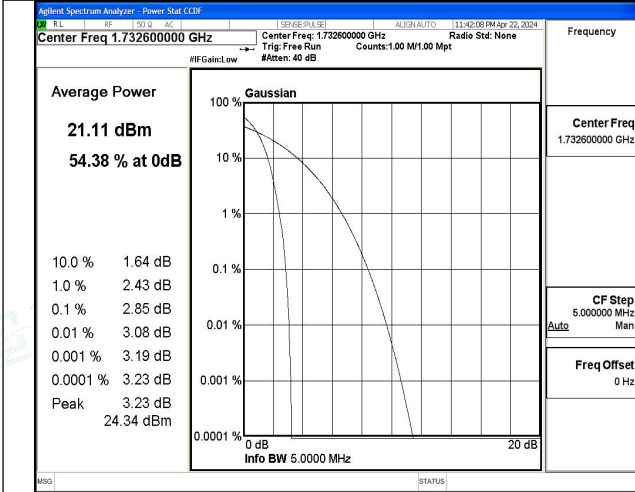 Agilent Spectrum Analyzer - Power Stat CCDF
RL RF 50 Ω AC SENSE:PULSE ALIGN AUTO 11:42:08 PM Apr 22, 2024
Center Freq 1.732600000 GHz
Center Freq: 1.732600000 GHz Radio Std: None
Trig: Free Run Counts:1.00 M/1.00 Mpt
#IFGain:Low #Atten: 40 dB
Frequency
Average Power
21.11 dBm
54.38 % at 0dB
10.0 % 1.64 dB
1.0 % 2.43 dB
0.1 % 2.85 dB
0.01 % 3.08 dB
0.001 % 3.19 dB
0.0001 % 3.23 dB
Peak 3.23 dB
24.34 dBm
Gaussian
100 %
10 %
1 %
0.1 %
0.01 %
0.001 %
0.0001 %
0 dB 20 dB
Info BW 5.0000 MHz
Center Freq
1.732600000 GHz
CF Step
5.000000 MHz
Auto Man
Freq Offset
0 Hz
MSG STATUS